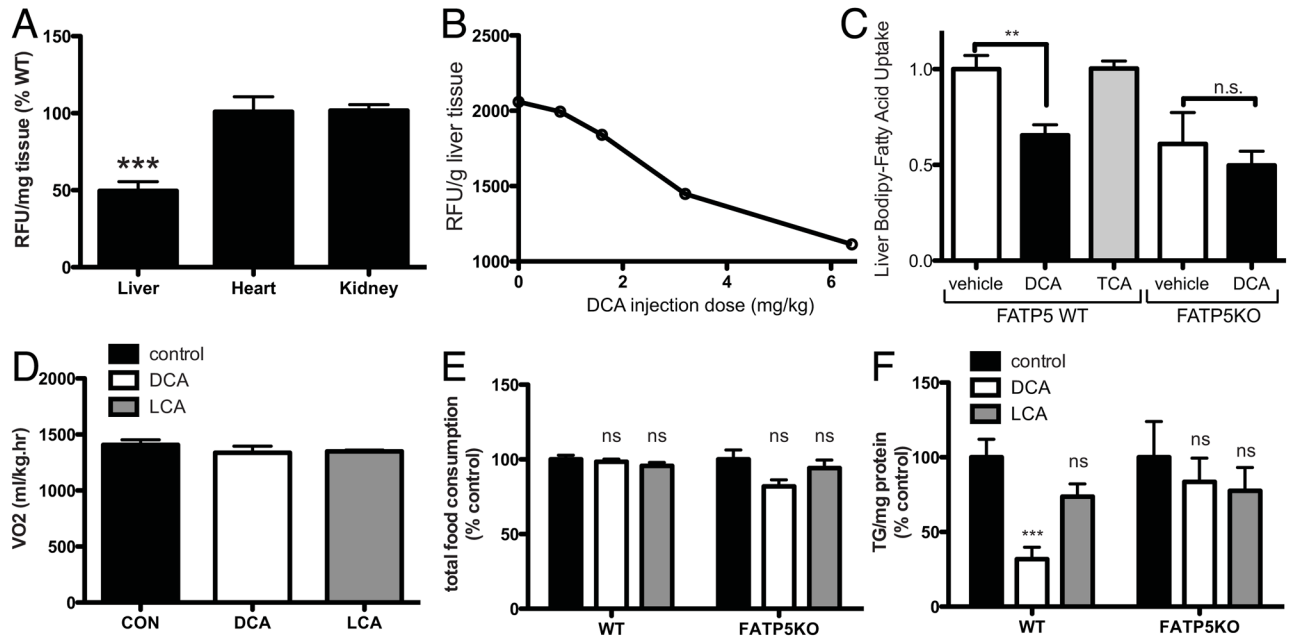 A
RFU/mg tissue (% WT)
150
100
50
0
***
Liver Heart Kidney
B
RFU/g liver tissue
2500
2000
1500
1000
0 2 4 6
DCA injection dose (mg/kg)
C
Liver Bodipy-Fatty Acid Uptake
1.0
0.5
0.0
**
n.s.
vehicle DCA TCA vehicle DCA
FATP5 WT FATP5KO
D
control
DCA
LCA
VO2 (ml/kg.hr)
2000
1500
1000
500
0
CON DCA LCA
E
total food consumption
(% control)
150
100
50
0
ns ns ns ns
WT FATP5KO
F
control
DCA
LCA
TG/mg protein
(% control)
150
100
50
0
*** ns ns ns
WT FATP5KO